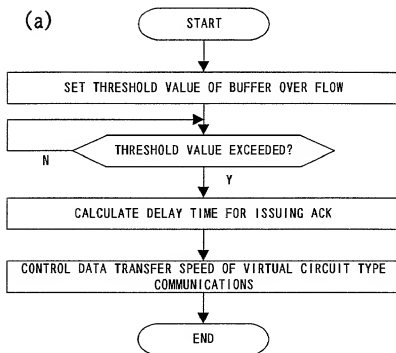 (a)
START
SET THRESHOLD VALUE OF BUFFER OVER FLOW
THRESHOLD VALUE EXCEEDED?
N
Y
CALCULATE DELAY TIME FOR ISSUING ACK
CONTROL DATA TRANSFER SPEED OF VIRTUAL CIRCUIT TYPE
COMMUNICATIONS
END